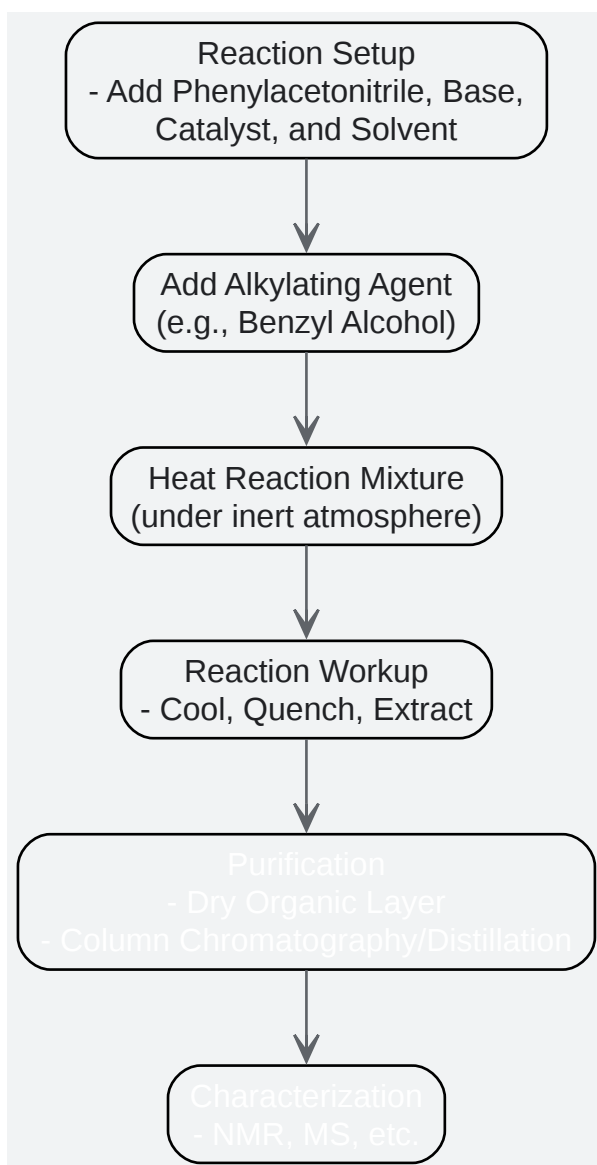 Reaction Setup
- Add Phenylacetonitrile, Base,
Catalyst, and Solvent
Add Alkylating Agent
(e.g., Benzyl Alcohol)
Heat Reaction Mixture
(under inert atmosphere)
Reaction Workup
- Cool, Quench, Extract
Purification
- Dry Organic Layer
- Column Chromatography/Distillation
Characterization
- NMR, MS, etc.